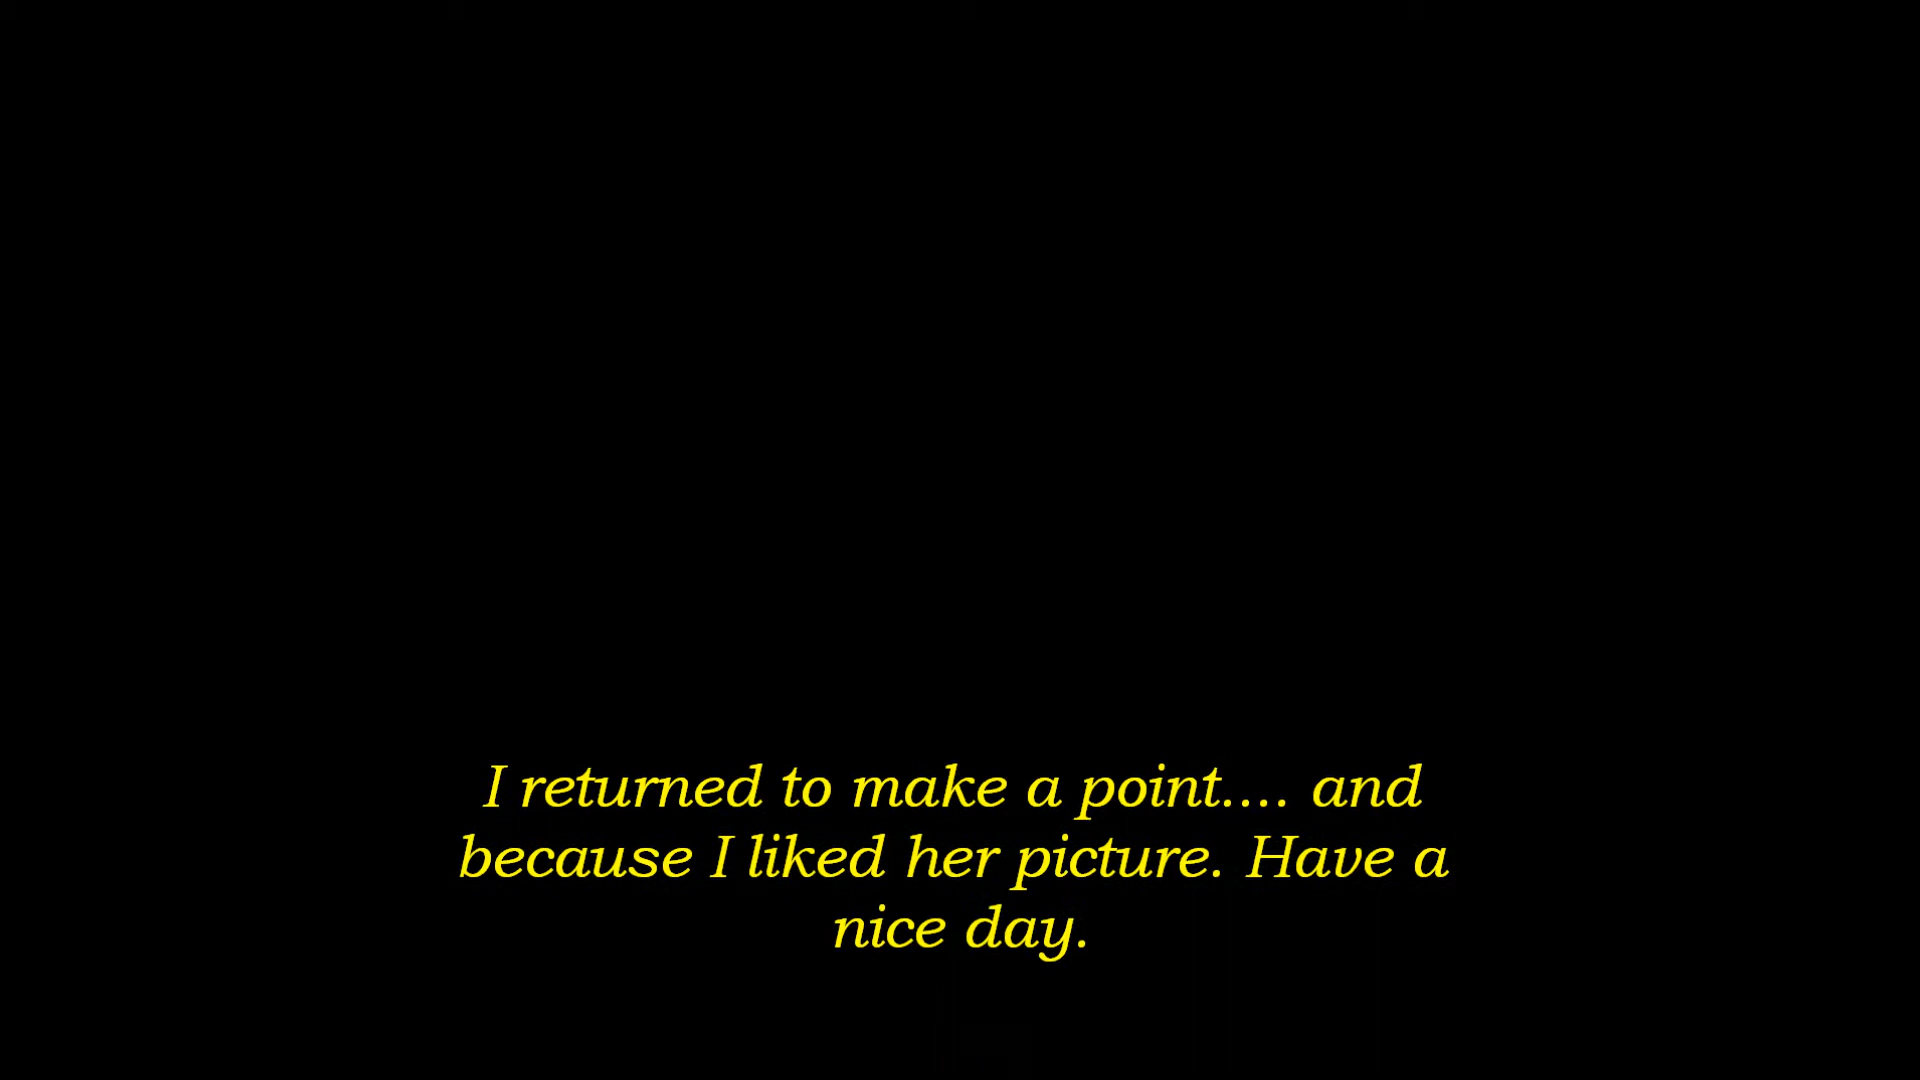 I returned to make a point.... and
because I liked her picture. Have a
nice day.